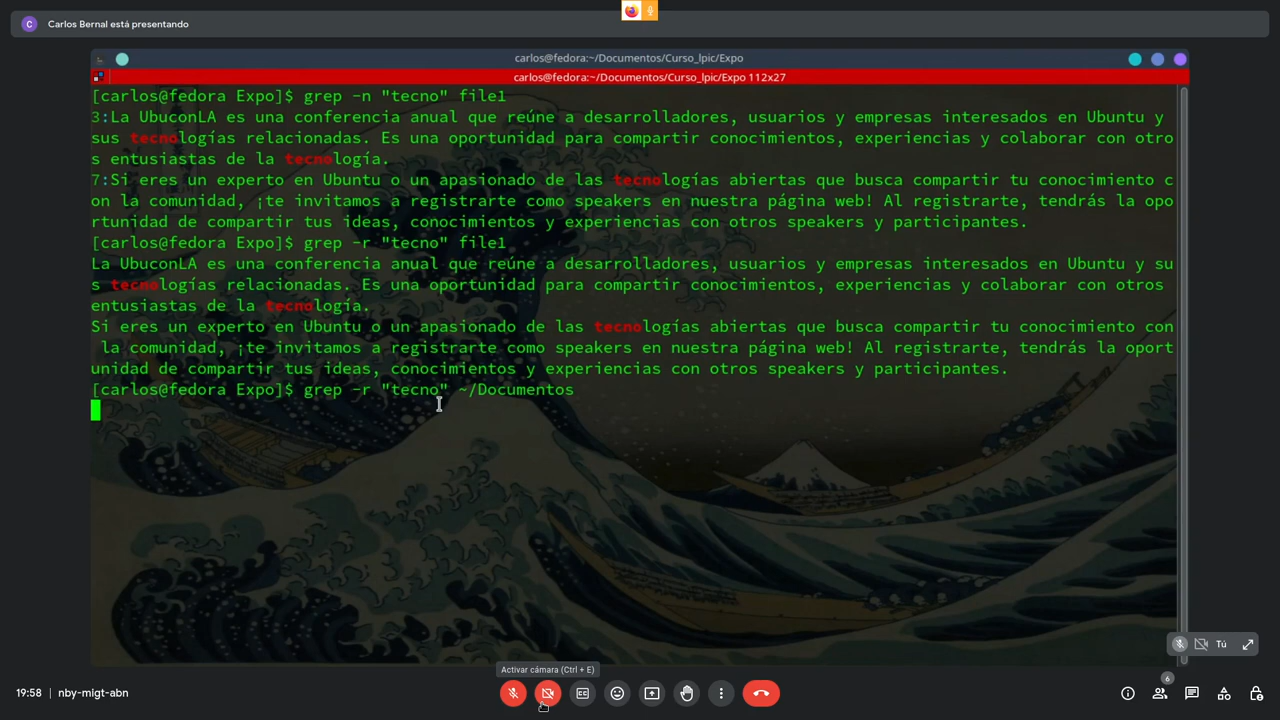 C Carlos Bernal está presentando
carlos@fedora:~/Documentos/Curso_lpic/Expo
carlos@fedora:~/Documentos/Curso_lpic/Expo 112x27
[carlos@fedora Expo]$ grep -n "tecno" file1
3:La UbuconLA es una conferencia anual que reúne a desarrolladores, usuarios y empresas interesados en Ubuntu y
sus tecnologías relacionadas. Es una oportunidad para compartir conocimientos, experiencias y colaborar con otro
s entusiastas de la tecnología.
7:Si eres un experto en Ubuntu o un apasionado de las tecnologías abiertas que busca compartir tu conocimiento c
on la comunidad, ¡te invitamos a registrarte como speakers en nuestra página web! Al registrarte, tendrás la opo
rtunidad de compartir tus ideas, conocimientos y experiencias con otros speakers y participantes.
[carlos@fedora Expo]$ grep -r "tecno" file1
La UbuconLA es una conferencia anual que reúne a desarrolladores, usuarios y empresas interesados en Ubuntu y su
s tecnologías relacionadas. Es una oportunidad para compartir conocimientos, experiencias y colaborar con otros
entusiastas de la tecnología.
Si eres un experto en Ubuntu o un apasionado de las tecnologías abiertas que busca compartir tu conocimiento con
la comunidad, ¡te invitamos a registrarte como speakers en nuestra página web! Al registrarte, tendrás la oport
unidad de compartir tus ideas, conocimientos y experiencias con otros speakers y participantes.
[carlos@fedora Expo]$ grep -r "tecno" ~/Documentos
Tú
Activar cámara (Ctrl + E)
19:58 nby-migt-abn
6